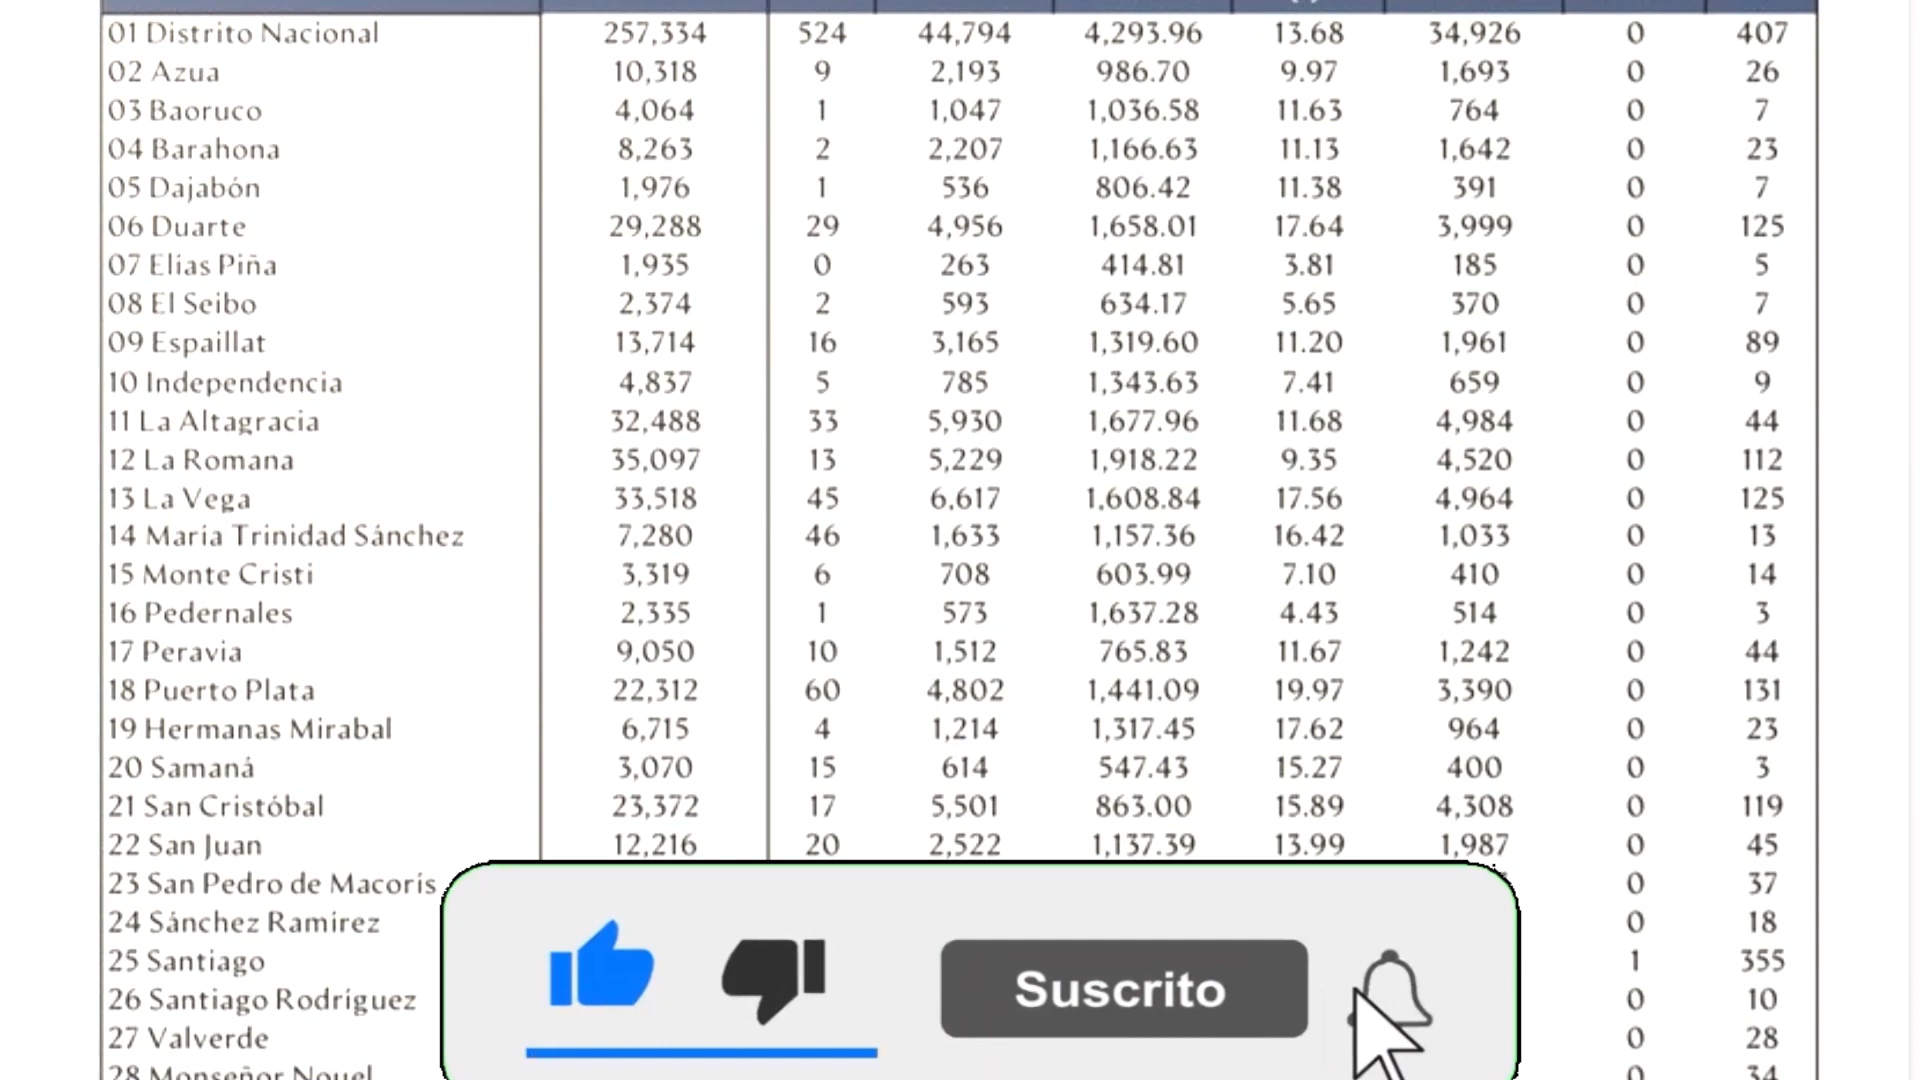 01 Distrito Nacional 257,334 524 44,794 4,293.96 13.68 34,926 0 407
02 Azua 10,318 9 2,193 986.70 9.97 1,693 0 26
03 Baoruco 4,064 1 1,047 1,036.58 11.63 764 0 7
04 Barahona 8,263 2 2,207 1,166.63 11.13 1,642 0 23
05 Dajabón 1,976 1 536 806.42 11.38 391 0 7
06 Duarte 29,288 29 4,956 1,658.01 17.64 3,999 0 125
07 Elías Piña 1,935 0 263 414.81 3.81 185 0 5
08 El Seibo 2,374 2 593 634.17 5.65 370 0 7
09 Espaillat 13,714 16 3,165 1,319.60 11.20 1,961 0 89
10 Independencia 4,837 5 785 1,343.63 7.41 659 0 9
11 La Altagracia 32,488 33 5,930 1,677.96 11.68 4,984 0 44
12 La Romana 35,097 13 5,229 1,918.22 9.35 4,520 0 112
13 La Vega 33,518 45 6,617 1,608.84 17.56 4,964 0 125
14 María Trinidad Sánchez 7,280 46 1,633 1,157.36 16.42 1,033 0 13
15 Monte Cristi 3,319 6 708 603.99 7.10 410 0 14
16 Pedernales 2,335 1 573 1,637.28 4.43 514 0 3
17 Peravia 9,050 10 1,512 765.83 11.67 1,242 0 44
18 Puerto Plata 22,312 60 4,802 1,441.09 19.97 3,390 0 131
19 Hermanas Mirabal 6,715 4 1,214 1,317.45 17.62 964 0 23
20 Samaná 3,070 15 614 547.43 15.27 400 0 3
21 San Cristóbal 23,372 17 5,501 863.00 15.89 4,308 0 119
22 San Juan 12,216 20 2,522 1,137.39 13.99 1,987 0 45
23 San Pedro de Macorís 0 37
24 Sánchez Ramírez 0 18
25 Santiago 1 355
26 Santiago Rodríguez 0 10
27 Valverde 0 28
28 Monseñor Nouel 0 34
Suscrito